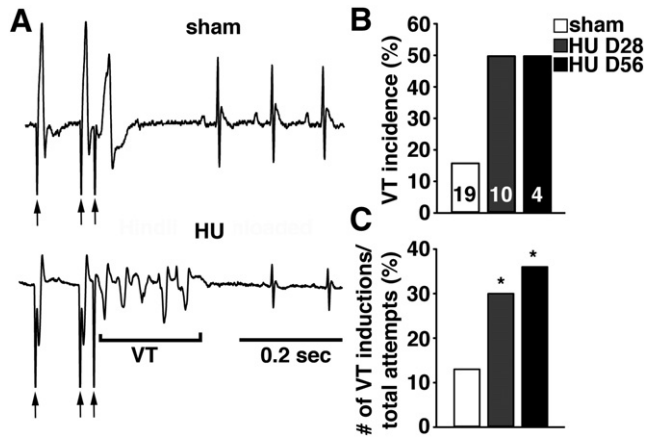 A
sham
HU
VT
0.2 sec
B
sham
HU D28
HU D56
VT incidence (%)
60
50
40
30
20
10
0
19
10
4
C
# of VT inductions/
total attempts (%)
40
30
20
10
0
*
*